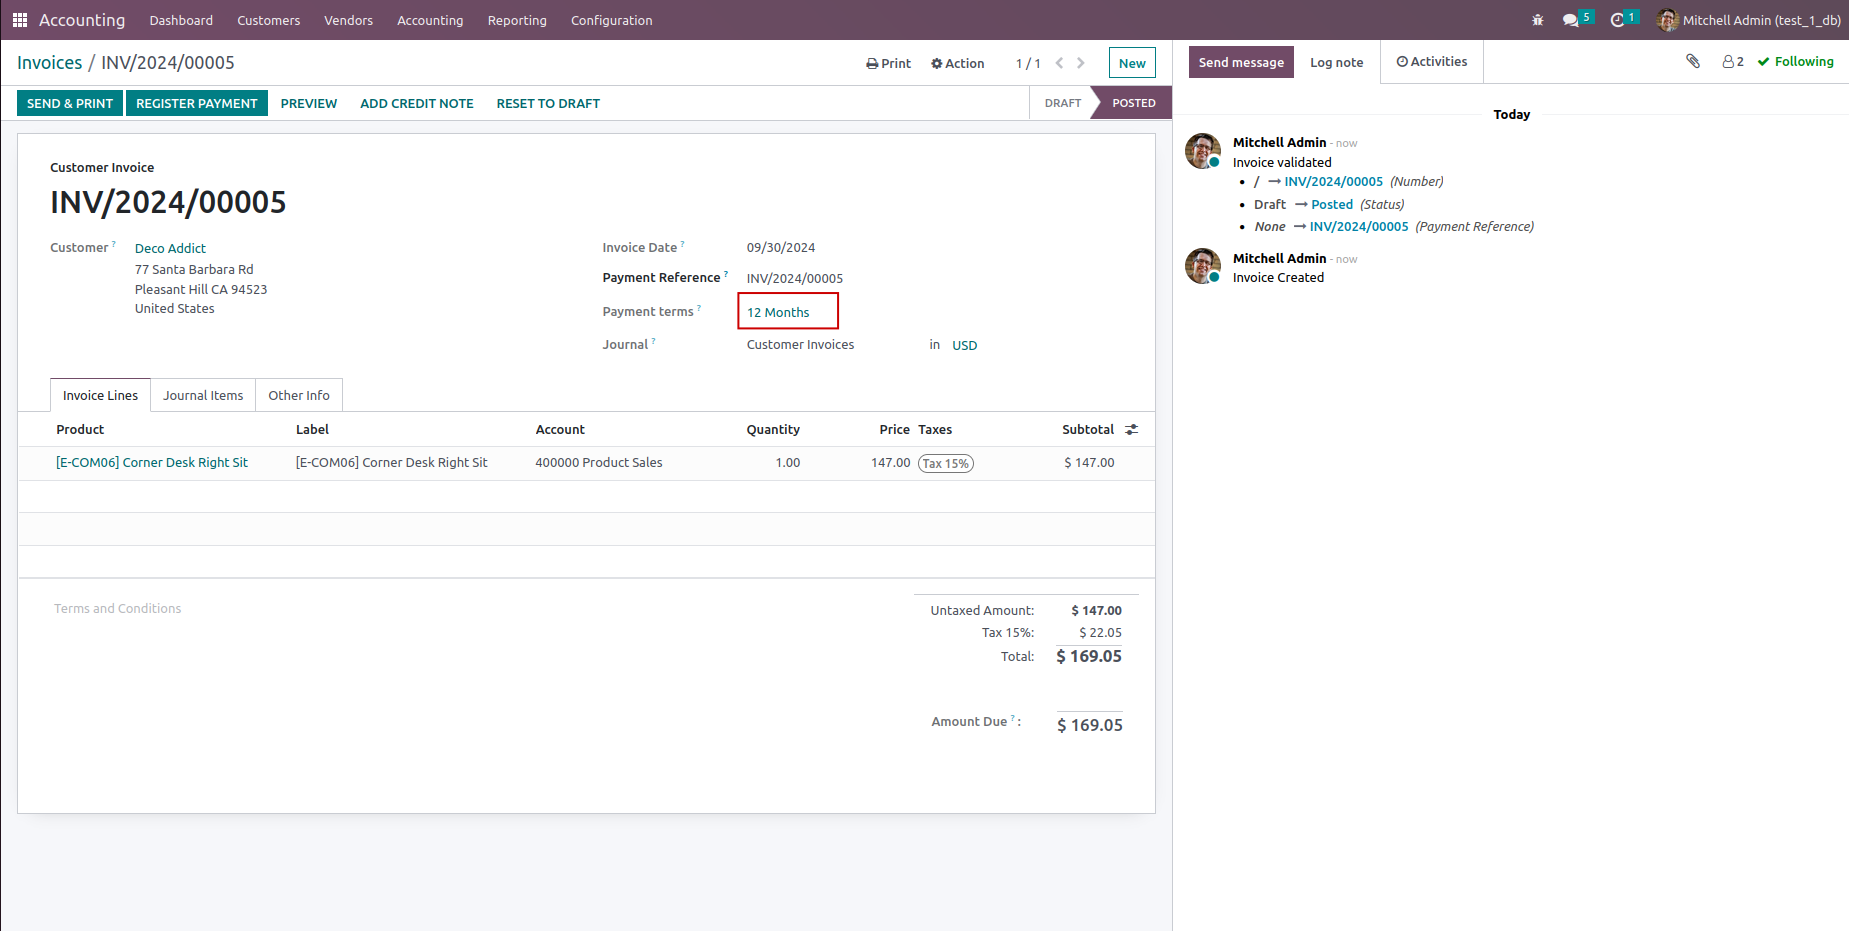 Accounting Dashboard Customers Vendors Accounting Reporting Configuration 5 1 Mitchell Admin (test_1_db)
Invoices / INV/2024/00005 Print Action 1 / 1 New
SEND & PRINT REGISTER PAYMENT PREVIEW ADD CREDIT NOTE RESET TO DRAFT DRAFT POSTED
Customer Invoice
INV/2024/00005
Customer ? Deco Addict
77 Santa Barbara Rd
Pleasant Hill CA 94523
United States
Invoice Date ? 09/30/2024
Payment Reference ? INV/2024/00005
Payment terms ? 12 Months
Journal ? Customer Invoices in USD
Invoice Lines Journal Items Other Info
Product Label Account Quantity Price Taxes Subtotal
[E-COM06] Corner Desk Right Sit [E-COM06] Corner Desk Right Sit 400000 Product Sales 1.00 147.00 Tax 15% $ 147.00
Terms and Conditions
Untaxed Amount: $ 147.00
Tax 15%: $ 22.05
Total: $ 169.05
Amount Due ? : $ 169.05
Send message Log note Activities 2 Following
Today
Mitchell Admin - now
Invoice validated
• / → INV/2024/00005 (Number)
• Draft → Posted (Status)
• None → INV/2024/00005 (Payment Reference)
Mitchell Admin - now
Invoice Created